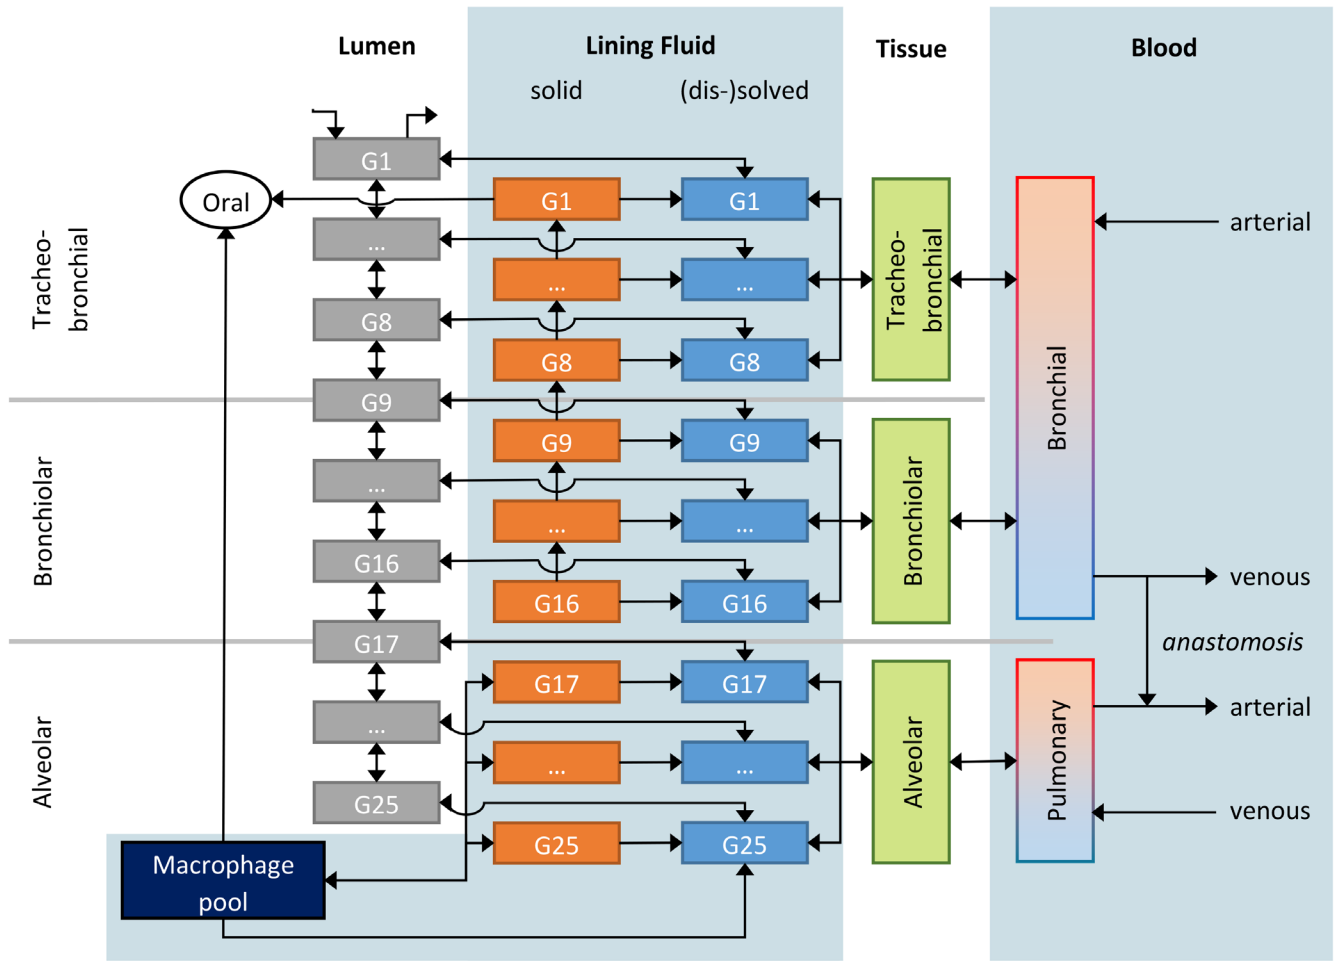 Lumen
Lining Fluid
Tissue
Blood
solid
(dis-)solved
Tracheo-
bronchial
Bronchiolar
Alveolar
Oral
G1
...
G8
G9
...
G16
G17
...
G25
G1
...
G8
G9
...
G16
G17
...
G25
G1
...
G8
G9
...
G16
G17
...
G25
Tracheo-
bronchial
Bronchiolar
Alveolar
Bronchial
Pulmonary
arterial
venous
anastomosis
arterial
venous
Macrophage
pool